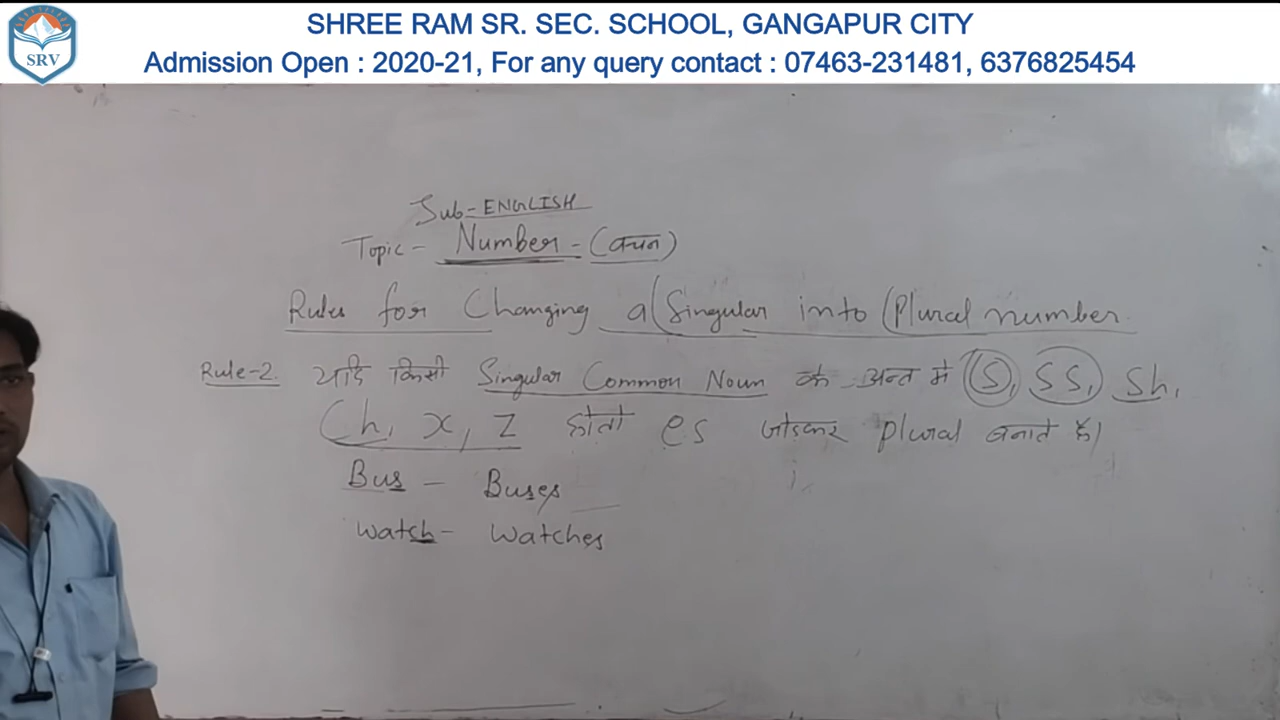 SHREE RAM SR. SEC. SCHOOL, GANGAPUR CITY
SRV
Admission Open : 2020-21, For any query contact : 07463-231481, 6376825454
Sub-ENGLISH
Topic- Number-(वचन)
Rules for Changing a (Singular into (Plural number
Rule-2. यदि किसी Singular Common Noun के अन्त मे (S), SS, Sh,
Ch, x, z हो तो es जोडकर plural बनाते है।
Bus - Buses
Watch - Watches